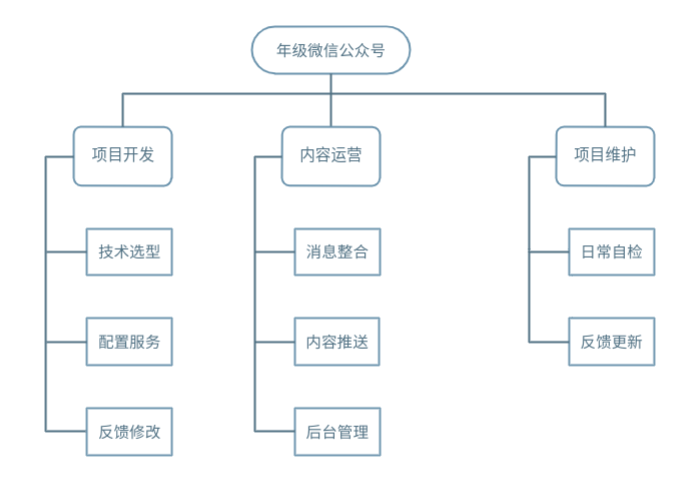 年级微信公众号
项目开发
内容运营
项目维护
技术选型
消息整合
日常自检
配置服务
内容推送
反馈更新
反馈修改
后台管理